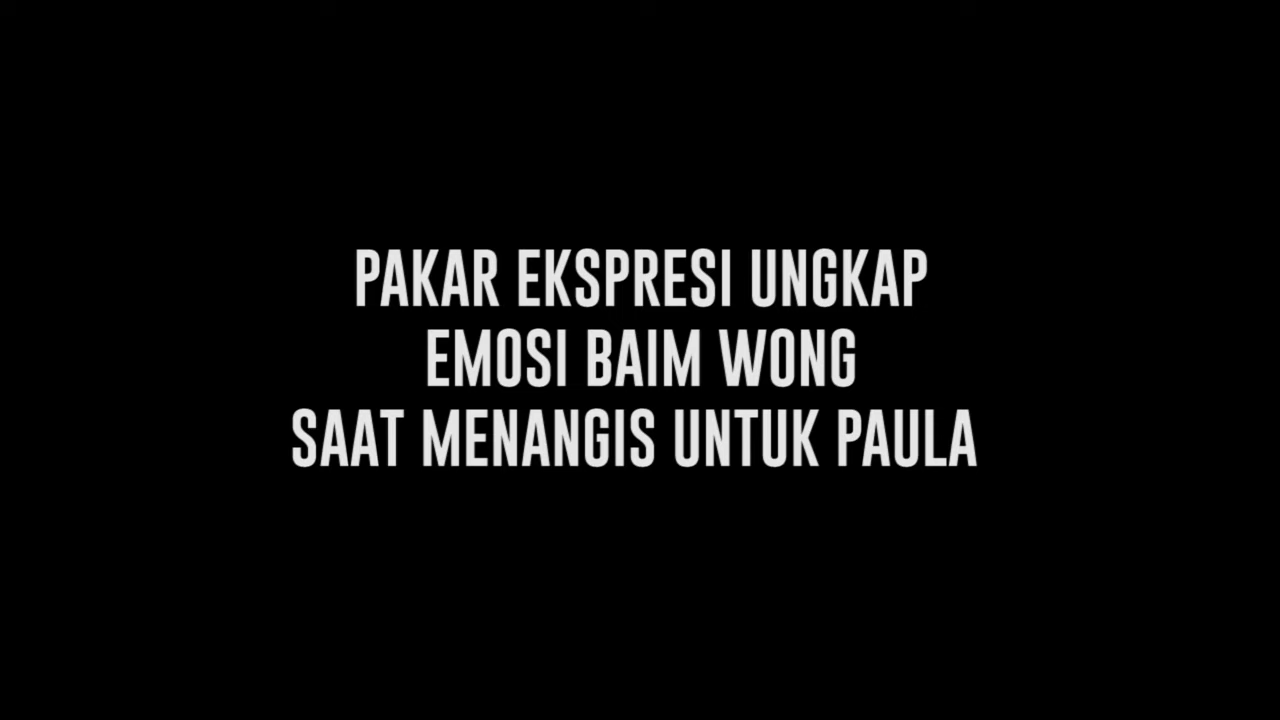 PAKAR EKSPRESI UNGKAP
EMOSI BAIM WONG
SAAT MENANGIS UNTUK PAULA